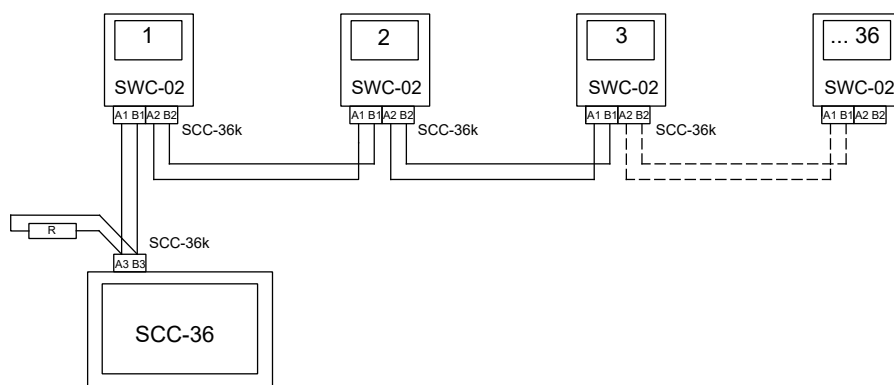 1
2
3
... 36
SWC-02
SWC-02
SWC-02
SWC-02
A1 B1 A2 B2
A1 B1 A2 B2
A1 B1 A2 B2
A1 B1 A2 B2
SCC-36k
SCC-36k
SCC-36k
R
SCC-36k
A3 B3
SCC-36